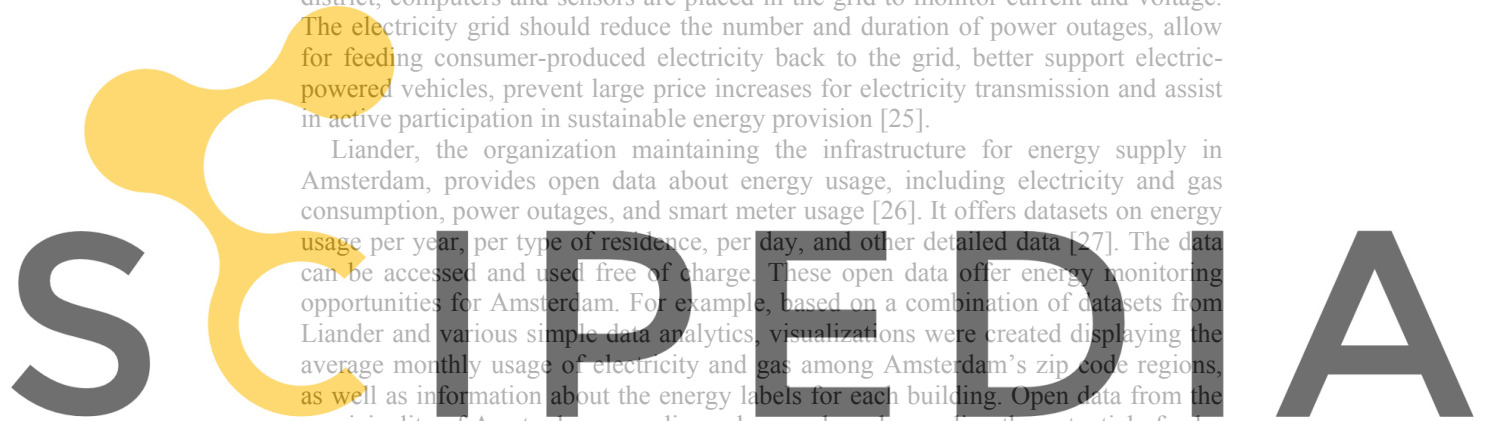 district, computers and sensors are placed in the grid to monitor current and voltage.
The electricity grid should reduce the number and duration of power outages, allow
for feeding consumer-produced electricity back to the grid, better support electric-
powered vehicles, prevent large price increases for electricity transmission and assist
in active participation in sustainable energy provision [25].
Liander, the organization maintaining the infrastructure for energy supply in
Amsterdam, provides open data about energy usage, including electricity and gas
consumption, power outages, and smart meter usage [26]. It offers datasets on energy
usage per year, per type of residence, per day, and other detailed data [27]. The data
can be accessed and used free of charge. These open data offer energy monitoring
opportunities for Amsterdam. For example, based on a combination of datasets from
Liander and various simple data analytics, visualizations were created displaying the
average monthly usage of electricity and gas among Amsterdam's zip code regions,
as well as information about the energy labels for each building. Open data from the
SCIPEDIA